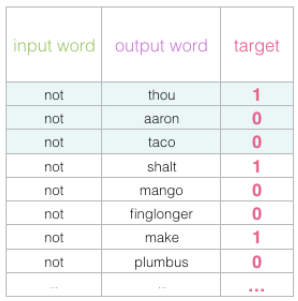 input word output word target
not thou 1
not aaron 0
not taco 0
not shalt 1
not mango 0
not finglonger 0
not make 1
not plumbus 0
... ... ...